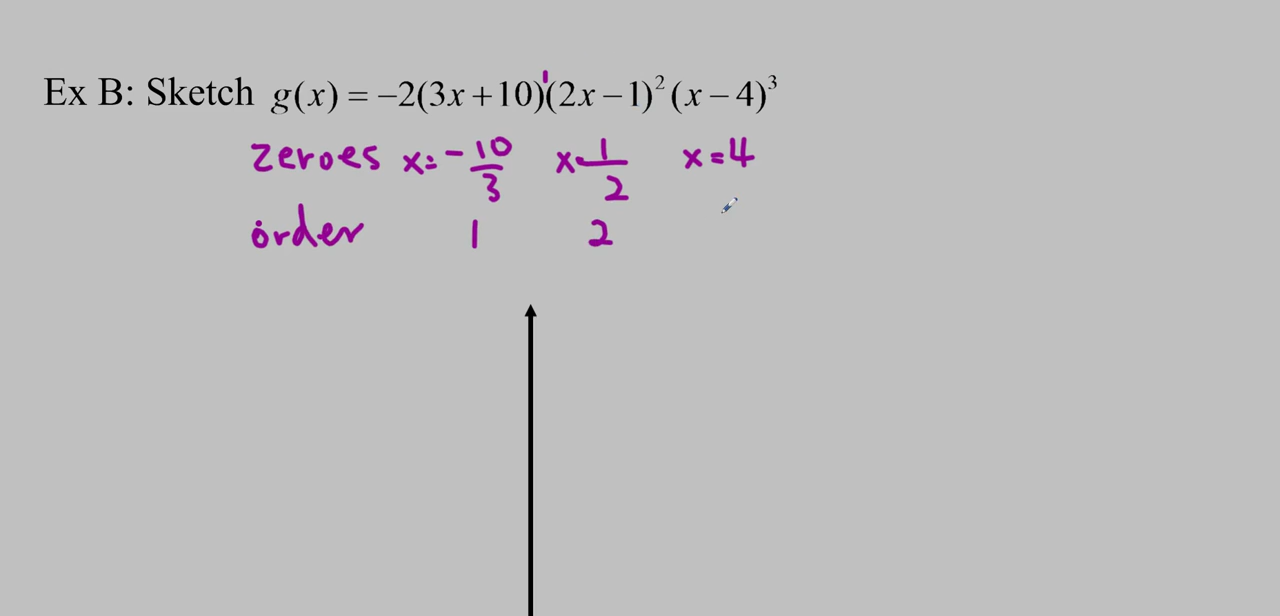 Ex B: Sketch g(x) = −2(3x+10)¹(2x−1)²(x−4)³
zeroes x=-10/3 x=1/2 x=4
order 1 2